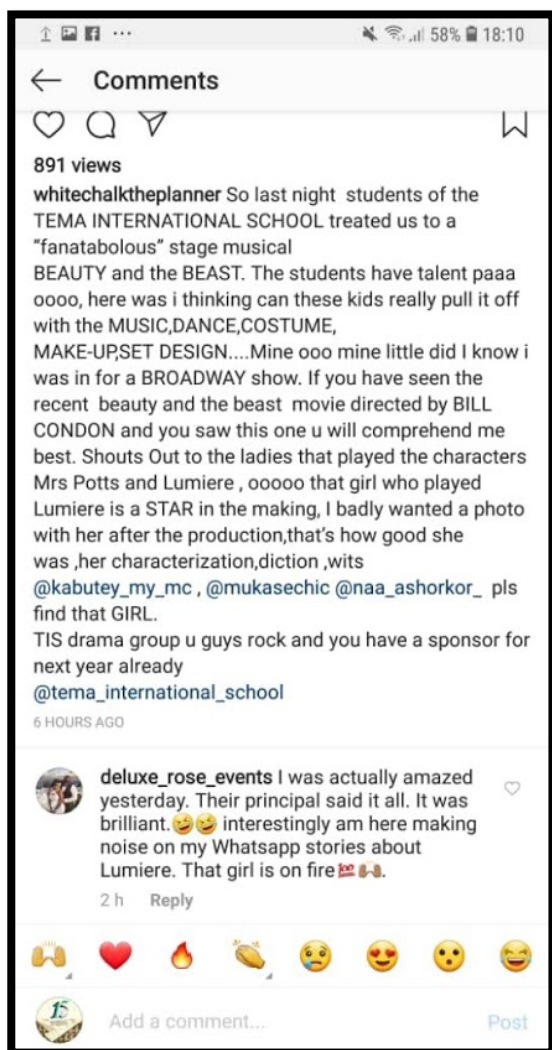 58% 18:10
Comments
891 views
whitechalktheplanner So last night students of the
TEMA INTERNATIONAL SCHOOL treated us to a
“fanatabolous” stage musical
BEAUTY and the BEAST. The students have talent paaa
oooo, here was i thinking can these kids really pull it off
with the MUSIC,DANCE,COSTUME,
MAKE-UP,SET DESIGN....Mine ooo mine little did I know i
was in for a BROADWAY show. If you have seen the
recent beauty and the beast movie directed by BILL
CONDON and you saw this one u will comprehend me
best. Shouts Out to the ladies that played the characters
Mrs Potts and Lumiere , ooooo that girl who played
Lumiere is a STAR in the making, I badly wanted a photo
with her after the production,that’s how good she
was ,her characterization,diction ,wits
@kabutey_my_mc , @mukasechic @naa_ashorkor_ pls
find that GIRL.
TIS drama group u guys rock and you have a sponsor for
next year already
@tema_international_school
6 HOURS AGO
deluxe_rose_events I was actually amazed
yesterday. Their principal said it all. It was
brilliant.🤣🤣 interestingly am here making
noise on my Whatsapp stories about
Lumiere. That girl is on fire💯🙌🏽.
2 h Reply
🙌🏽 ❤️ 🔥 👏🏽 😢 😍 😮 😂
15
Add a comment... Post